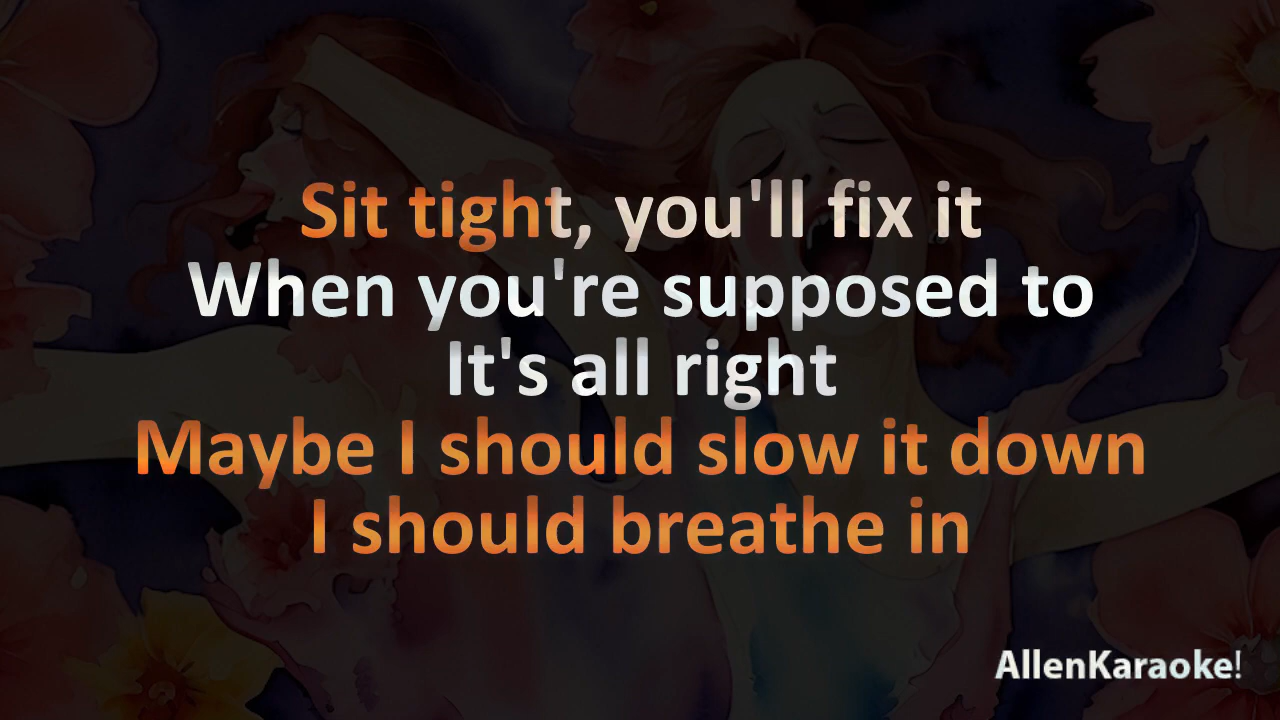 Sit tight, you'll fix it
When you're supposed to
It's all right
Maybe I should slow it down
I should breathe in
AllenKaraoke!